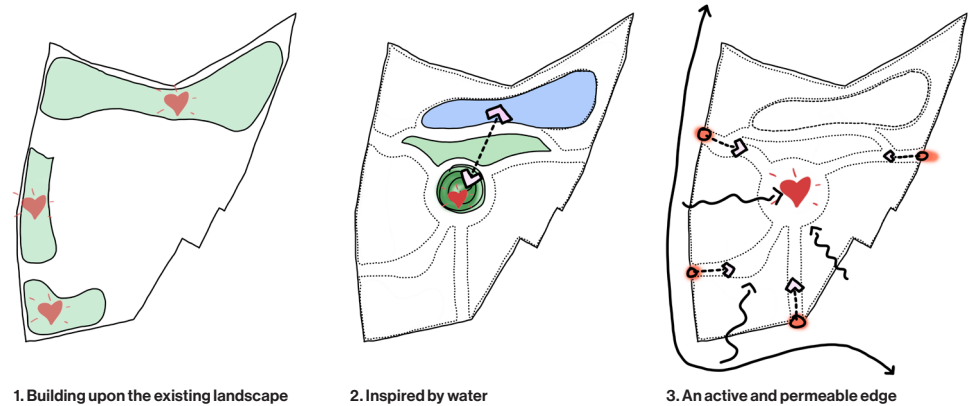 1. Building upon the existing landscape
2. Inspired by water
3. An active and permeable edge